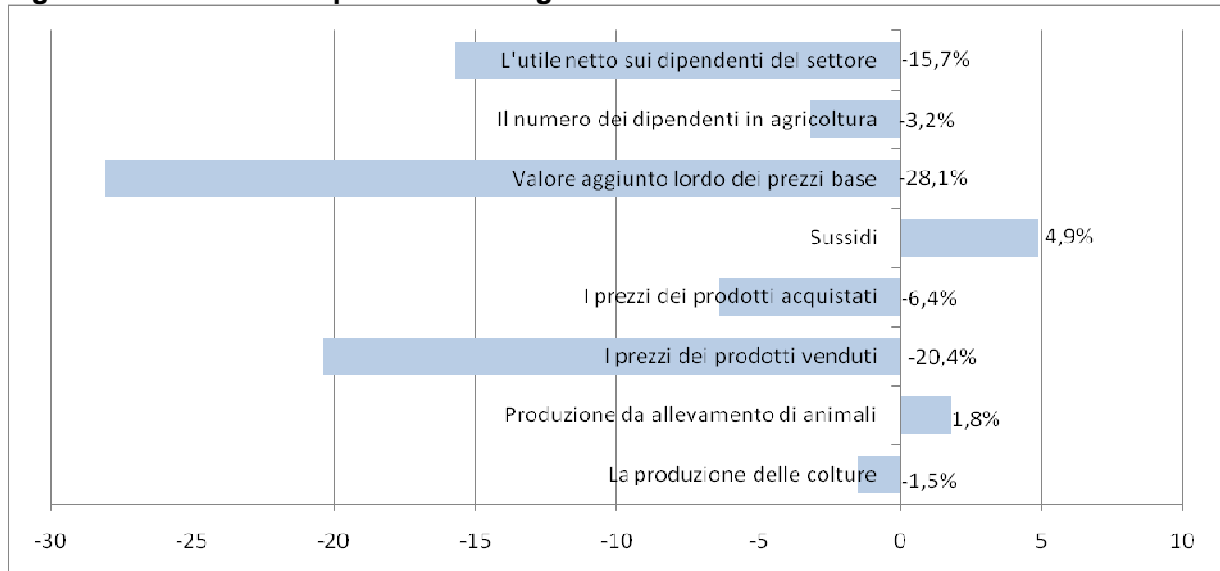 L'utile netto sui dipendenti del settore -15,7%
Il numero dei dipendenti in agricoltura -3,2%
Valore aggiunto lordo dei prezzi base -28,1%
Sussidi 4,9%
I prezzi dei prodotti acquistati -6,4%
I prezzi dei prodotti venduti -20,4%
Produzione da allevamento di animali 1,8%
La produzione delle colture -1,5%
-30 -25 -20 -15 -10 -5 0 5 10